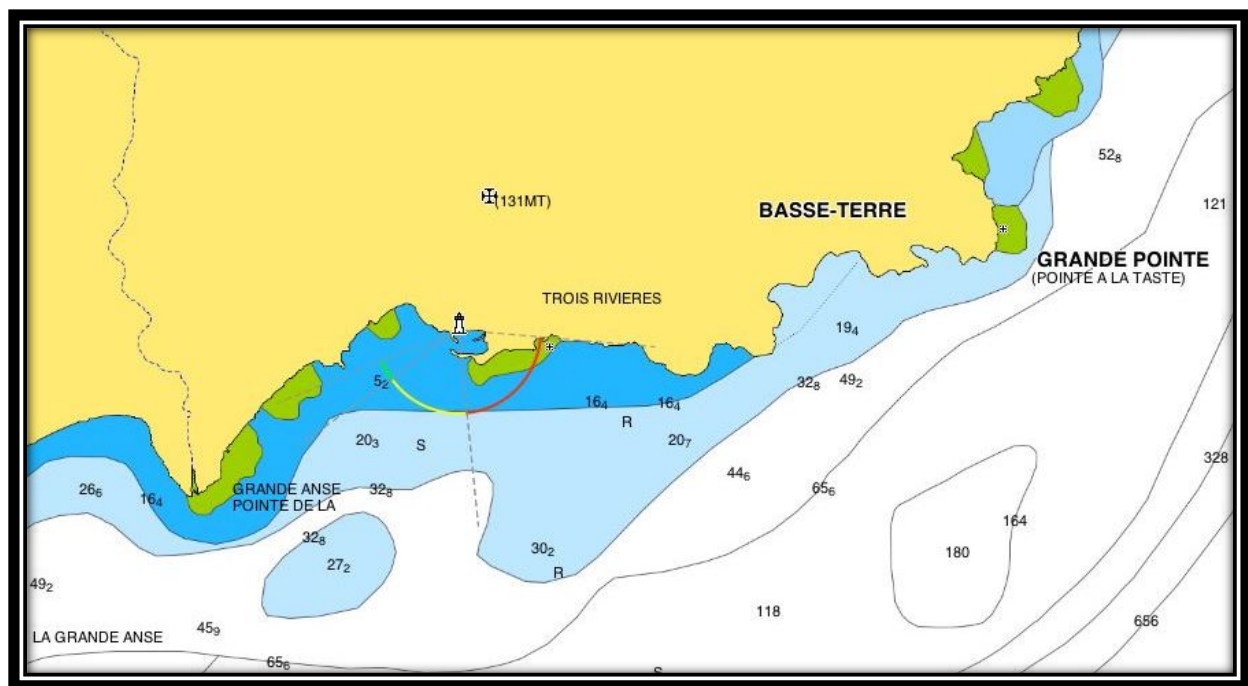 52₈
121
(131MT)
BASSE-TERRE
GRANDE POINTE
(POINTE A LA TASTE)
TROIS RIVIERES
19₄
5₂
32₈
49₂
16₄
16₄
R
20₃
S
20₇
44₆
328
26₆
16₄
GRANDE ANSE
POINTE DE LA
32₈
65₆
164
32₈
27₂
30₂
R
180
49₂
118
656
45₉
LA GRANDE ANSE
65₆
S